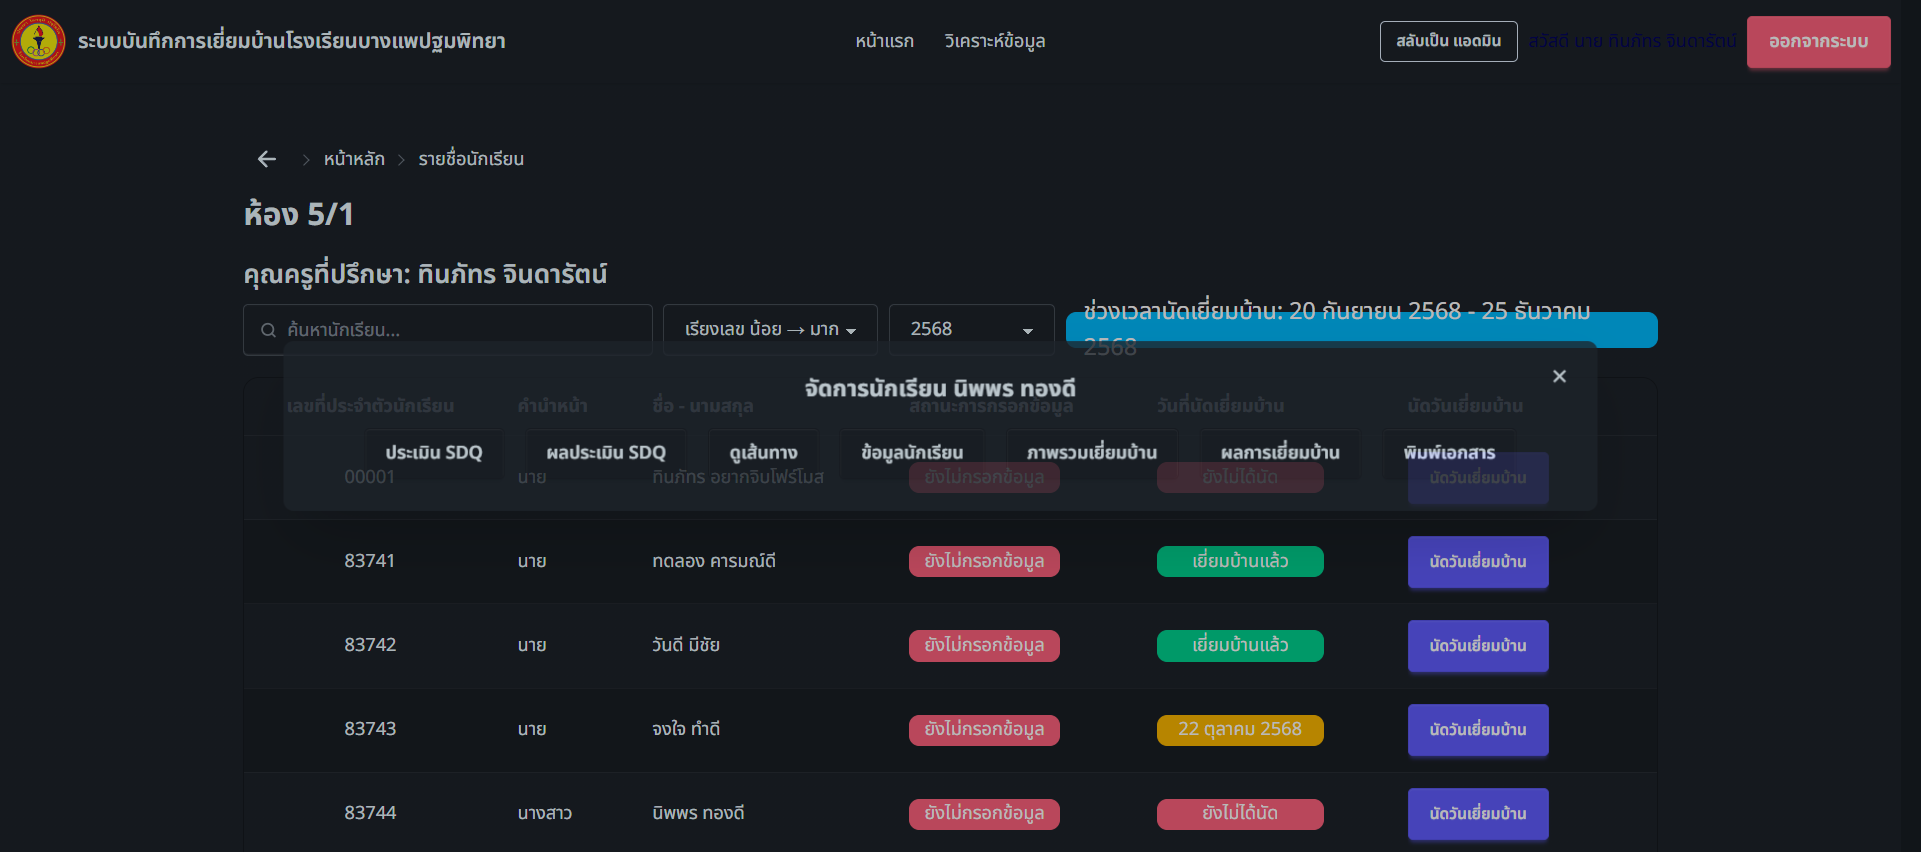 ระบบบันทึกการเยี่ยมบ้านโรงเรียนบางแพปฐมพิทยา
หน้าแรก วิเคราะห์ข้อมูล
สลับเป็น แอดมิน สวัสดี นาย ทินภัทร จินดารัตน์ ออกจากระบบ
หน้าหลัก รายชื่อนักเรียน
ห้อง 5/1
คุณครูที่ปรึกษา: ทินภัทร จินดารัตน์
ค้นหานักเรียน... เรียงเลข น้อย → มาก 2568
ช่วงเวลานัดเยี่ยมบ้าน: 20 กันยายน 2568 - 25 ธันวาคม
2568
จัดการนักเรียน นิพพร ทองดี
เลขที่ประจำตัวนักเรียน คำนำหน้า ชื่อ - นามสกุล สถานะการกรอกข้อมูล วันที่นัดเยี่ยมบ้าน นัดวันเยี่ยมบ้าน
ประเมิน SDQ ผลประเมิน SDQ ดูเส้นทาง ข้อมูลนักเรียน ภาพรวมเยี่ยมบ้าน ผลการเยี่ยมบ้าน พิมพ์เอกสาร
00001 นาย ทินภัทร อยากจิบโฟร์โมส ยังไม่กรอกข้อมูล ยังไม่ได้นัด นัดวันเยี่ยมบ้าน
83741 นาย ทดลอง คารมณ์ดี ยังไม่กรอกข้อมูล เยี่ยมบ้านแล้ว นัดวันเยี่ยมบ้าน
83742 นาย วันดี มีชัย ยังไม่กรอกข้อมูล เยี่ยมบ้านแล้ว นัดวันเยี่ยมบ้าน
83743 นาย จงใจ ทำดี ยังไม่กรอกข้อมูล 22 ตุลาคม 2568 นัดวันเยี่ยมบ้าน
83744 นางสาว นิพพร ทองดี ยังไม่กรอกข้อมูล ยังไม่ได้นัด นัดวันเยี่ยมบ้าน